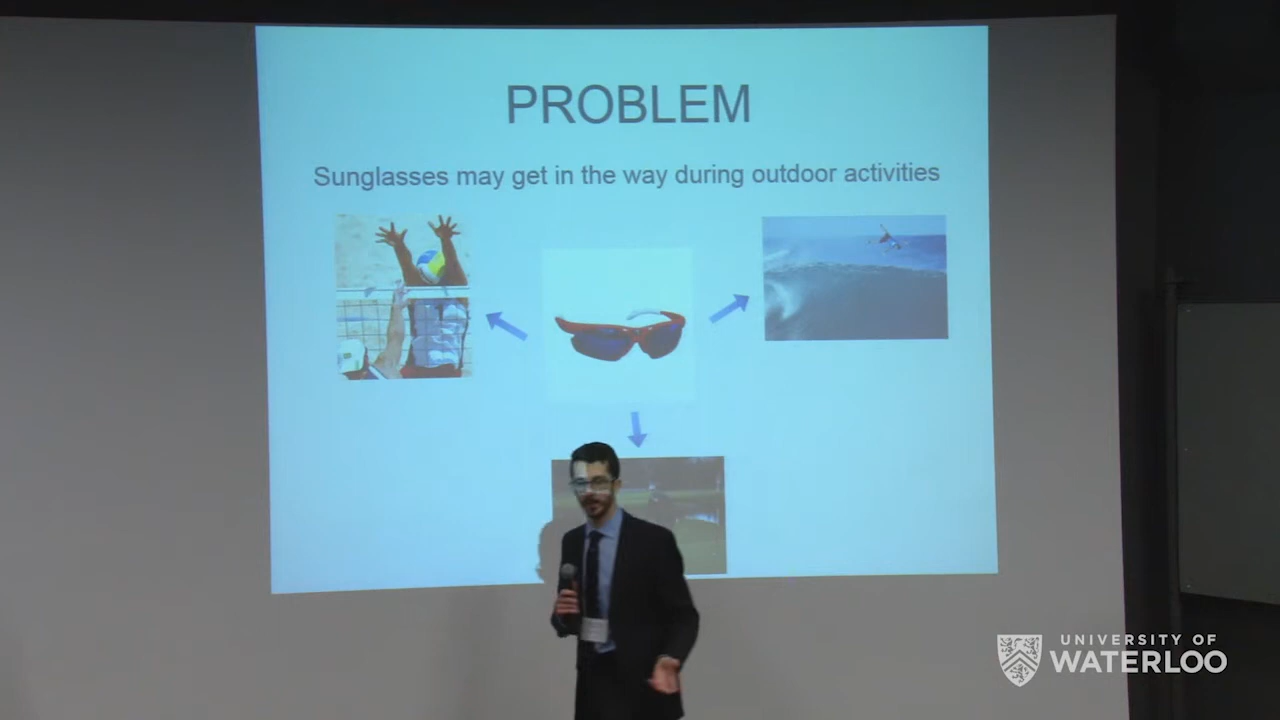 PROBLEM
Sunglasses may get in the way during outdoor activities
UNIVERSITY OF
WATERLOO